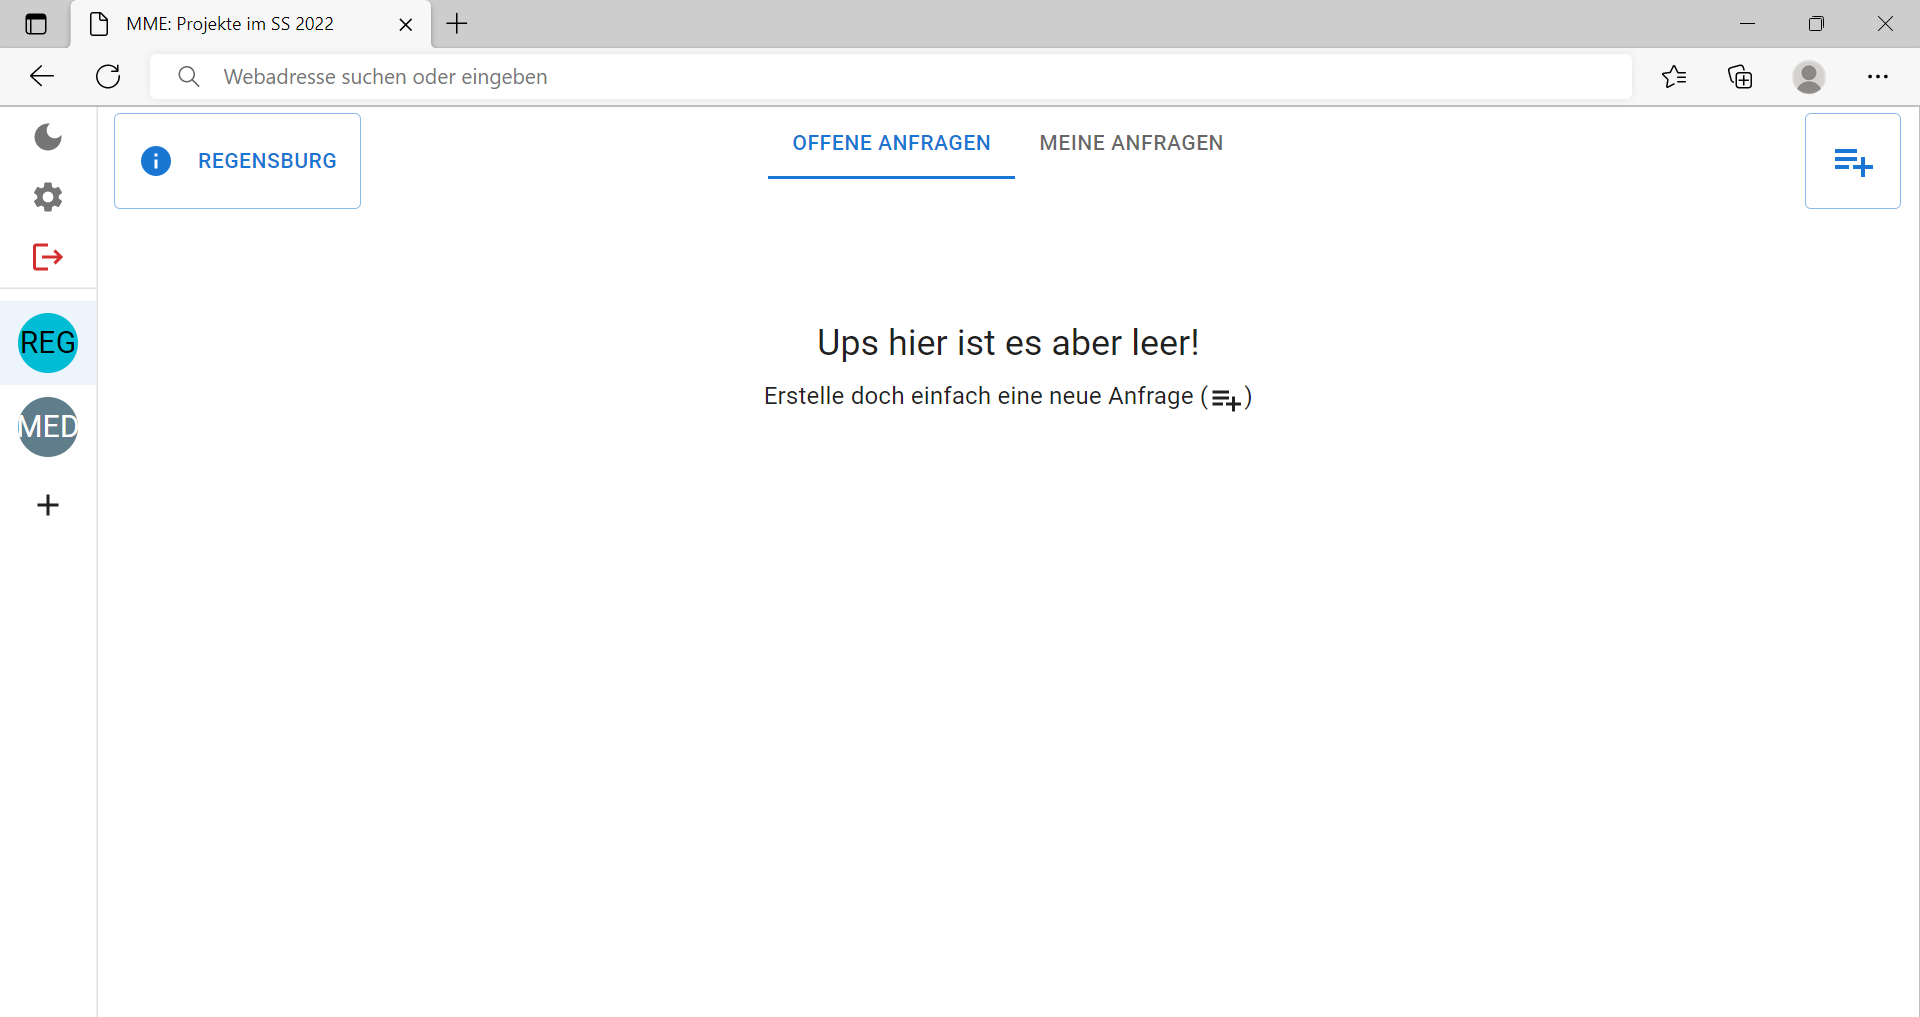 MME: Projekte im SS 2022
Webadresse suchen oder eingeben
REGENSBURG
OFFENE ANFRAGEN
MEINE ANFRAGEN
REG
MED
Ups hier ist es aber leer!
Erstelle doch einfach eine neue Anfrage ( )